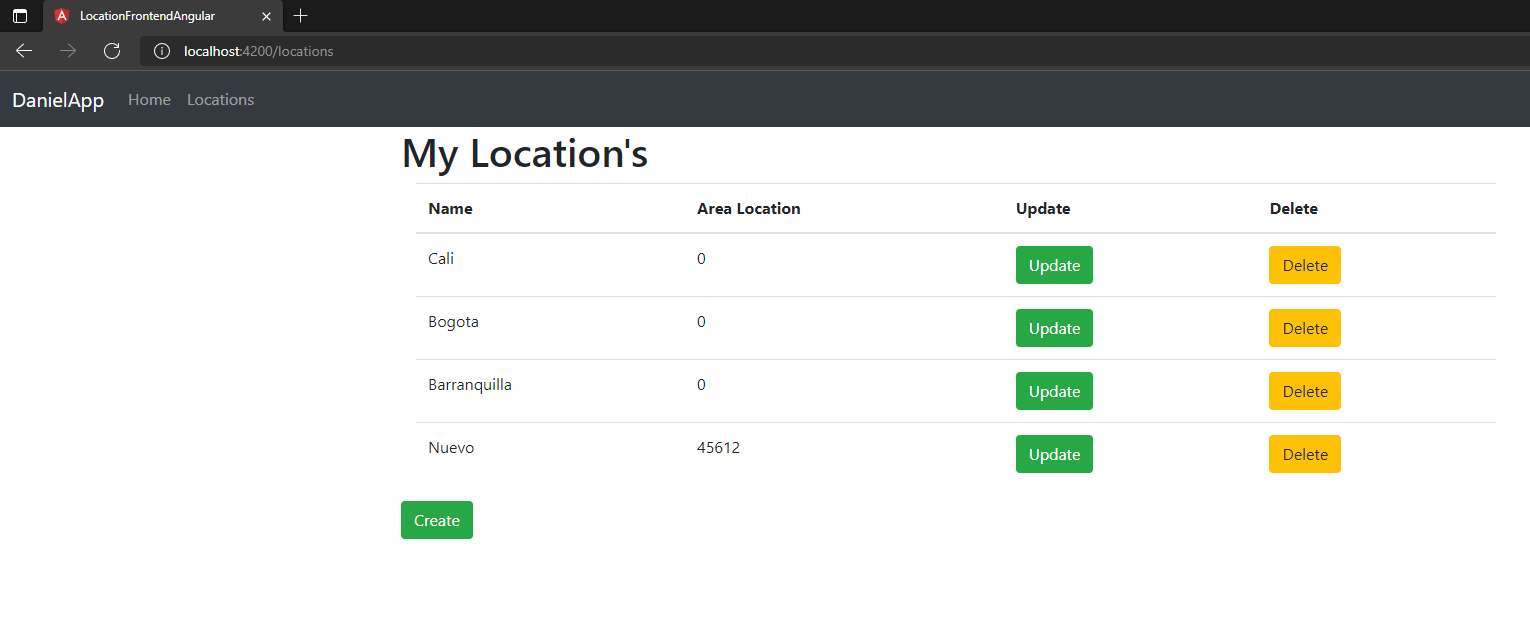 LocationFrontendAngular
localhost:4200/locations
DanielApp Home Locations
My Location's
Name Area Location Update Delete
Cali 0 Update Delete
Bogota 0 Update Delete
Barranquilla 0 Update Delete
Nuevo 45612 Update Delete
Create